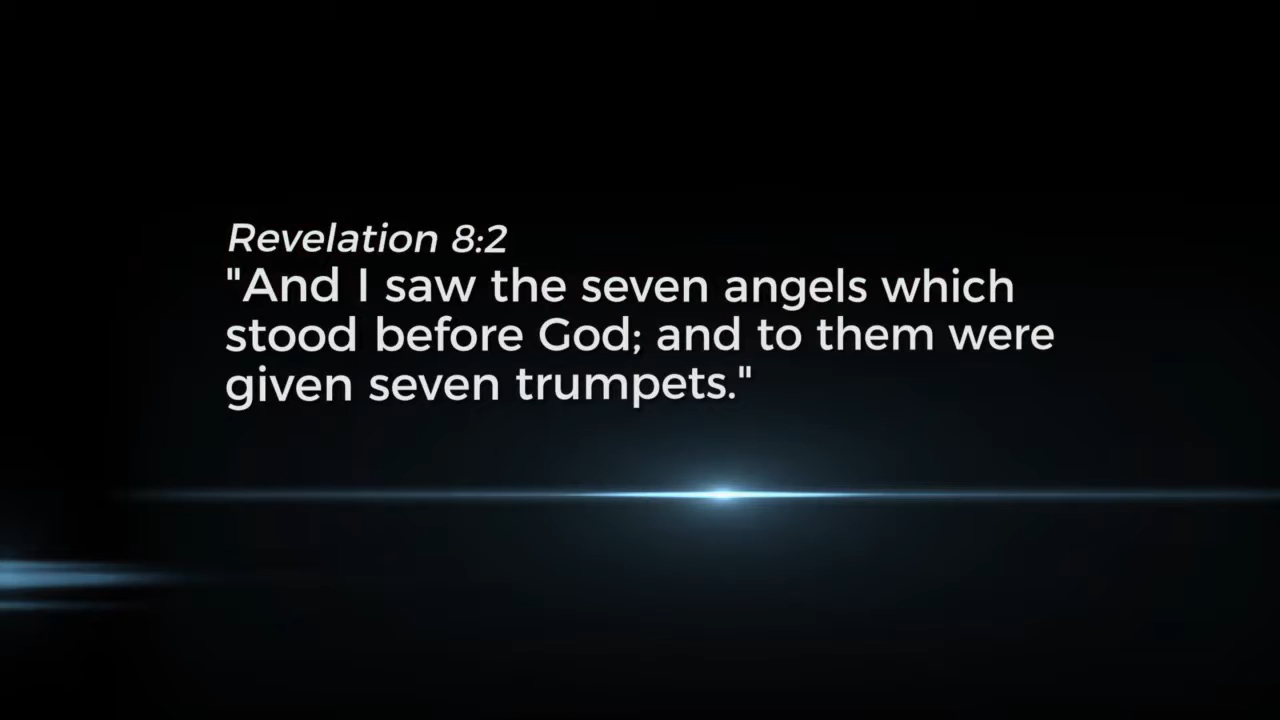 Revelation 8:2
"And I saw the seven angels which
stood before God; and to them were
given seven trumpets."